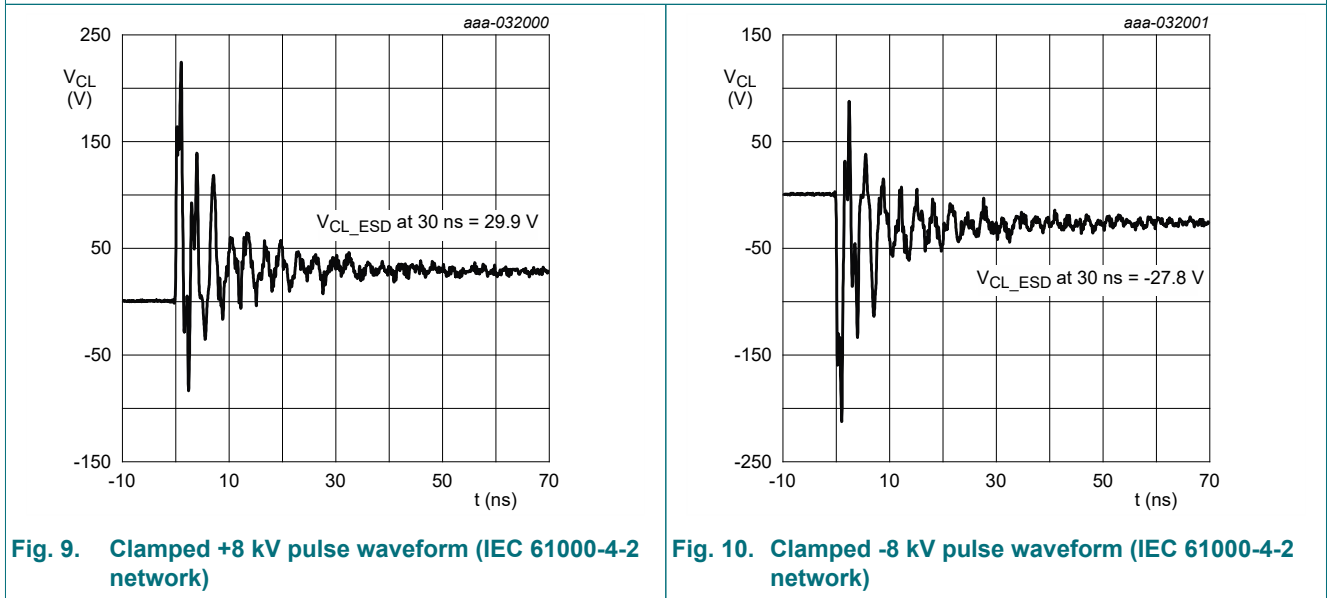 aaa-032000
250
150
50
-50
-150
VCL
(V)
VCL_ESD at 30 ns = 29.9 V
-10
10
30
50
70
t (ns)
Fig. 9. Clamped +8 kV pulse waveform (IEC 61000-4-2
network)
aaa-032001
150
50
-50
-150
-250
VCL
(V)
VCL_ESD at 30 ns = -27.8 V
-10
10
30
50
70
t (ns)
Fig. 10. Clamped -8 kV pulse waveform (IEC 61000-4-2
network)